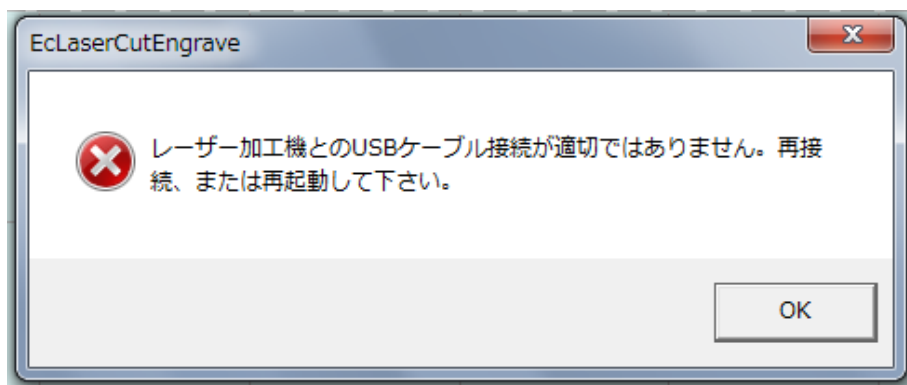 EcLaserCutEngrave
レーザー加工機とのUSBケーブル接続が適切ではありません。再接
続、または再起動して下さい。
OK